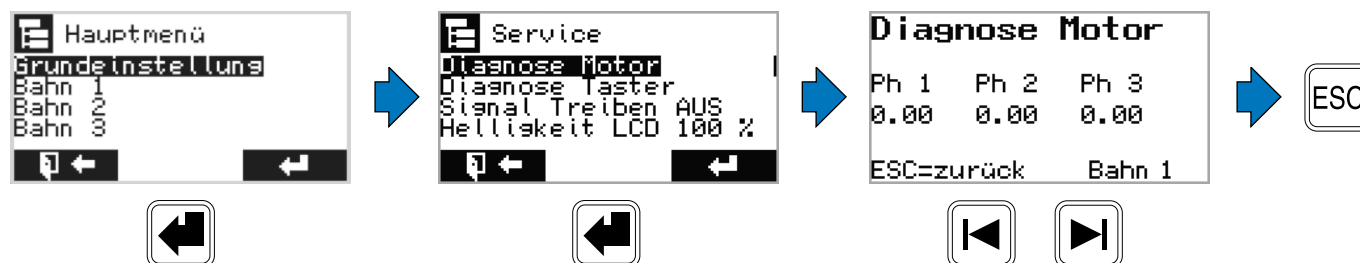 Hauptmenü
Grundeinstellung
Bahn 1
Bahn 2
Bahn 3
Service
Diagnose Motor
Diagnose Taster
Signal Treiben AUS
Helligkeit LCD 100 %
Diagnose Motor
Ph 1 Ph 2 Ph 3
0.00 0.00 0.00
ESC=zurück Bahn 1
ESC